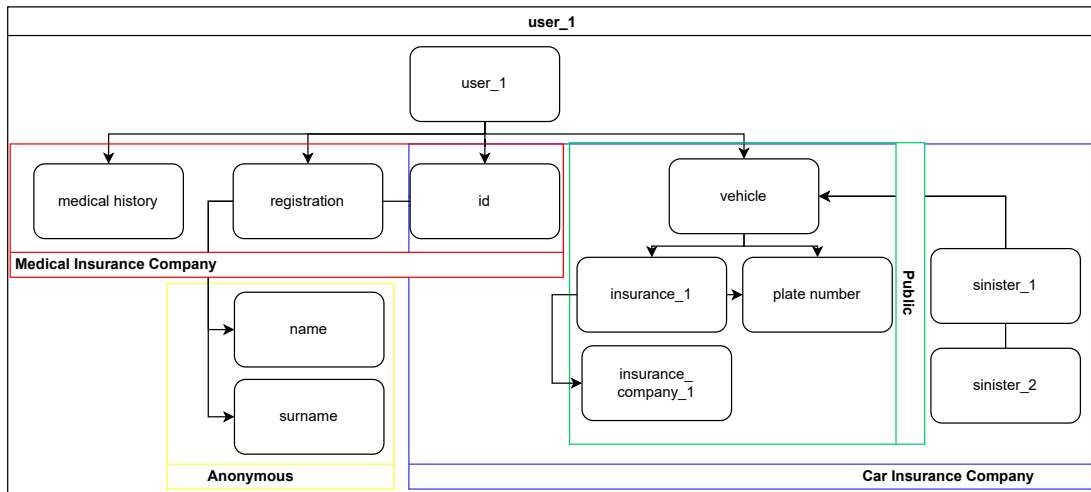 user_1
user_1
medical history
registration
id
vehicle
Medical Insurance Company
insurance_1
plate number
Public
sinister_1
name
insurance_
company_1
sinister_2
surname
Anonymous
Car Insurance Company